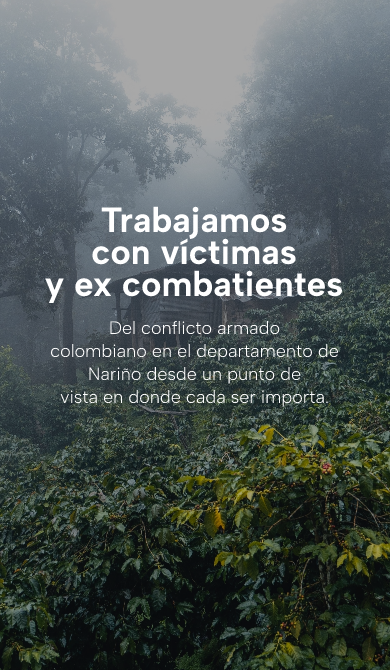 Trabajamos
con víctimas
y ex combatientes
Del conflicto armado
colombiano en el departamento de
Nariño desde un punto de
vista en donde cada ser importa.